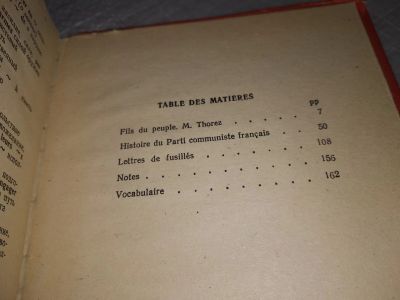 TABLE DES MATIÈRES
pp
Fils du peuple, M. Thorez . . . . . . . 7
Histoire du Parti communiste français . . . . 50
Lettres de fusillés . . . . . . . . . 108
Notes . . . . . . . . . . . . 156
Vocabulaire . . . . . . . . . . 162